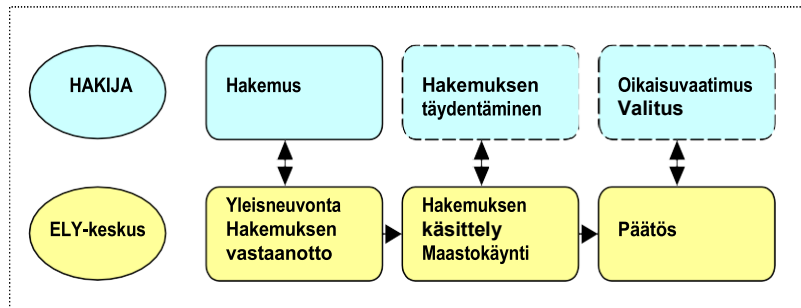 HAKIJA
Hakemus
Hakemuksen
täydentäminen
Oikaisuvaatimus
Valitus
ELY-keskus
Yleisneuvonta
Hakemuksen
vastaanotto
Hakemuksen
käsittely
Maastokäynti
Päätös